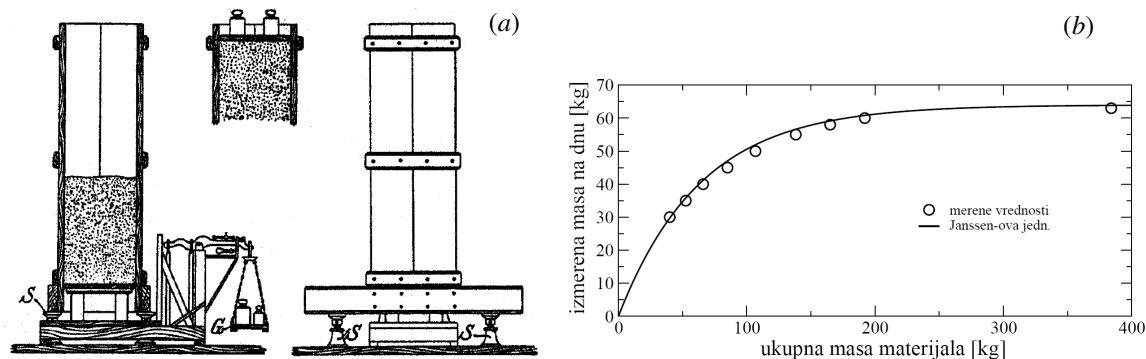 (a)
S
G
S
S
(b)
izmerena masa na dnu [kg]
70
60
50
40
30
20
10
0
merene vrednosti
Janssen-ova jedn.
0 100 200 300 400
ukupna masa materijala [kg]